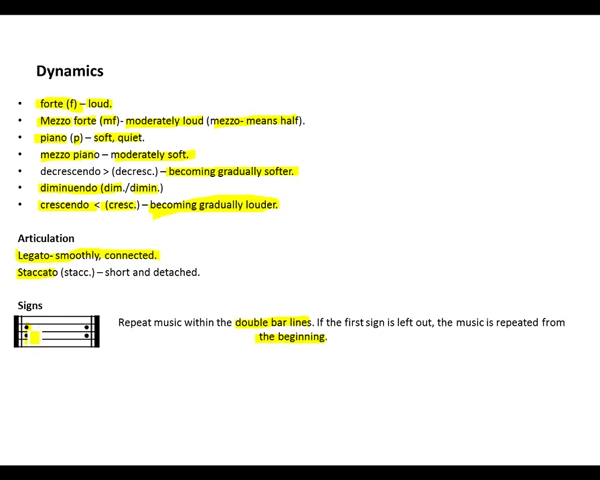 Dynamics
• forte (f) – loud.
• Mezzo forte (mf)- moderately loud (mezzo- means half).
• piano (p) – soft, quiet.
• mezzo piano – moderately soft.
• decrescendo > (decresc.) – becoming gradually softer.
• diminuendo (dim./dimin.)
• crescendo < (cresc.) – becoming gradually louder.
Articulation
Legato- smoothly, connected.
Staccato (stacc.) – short and detached.
Signs
Repeat music within the double bar lines. If the first sign is left out, the music is repeated from
the beginning.